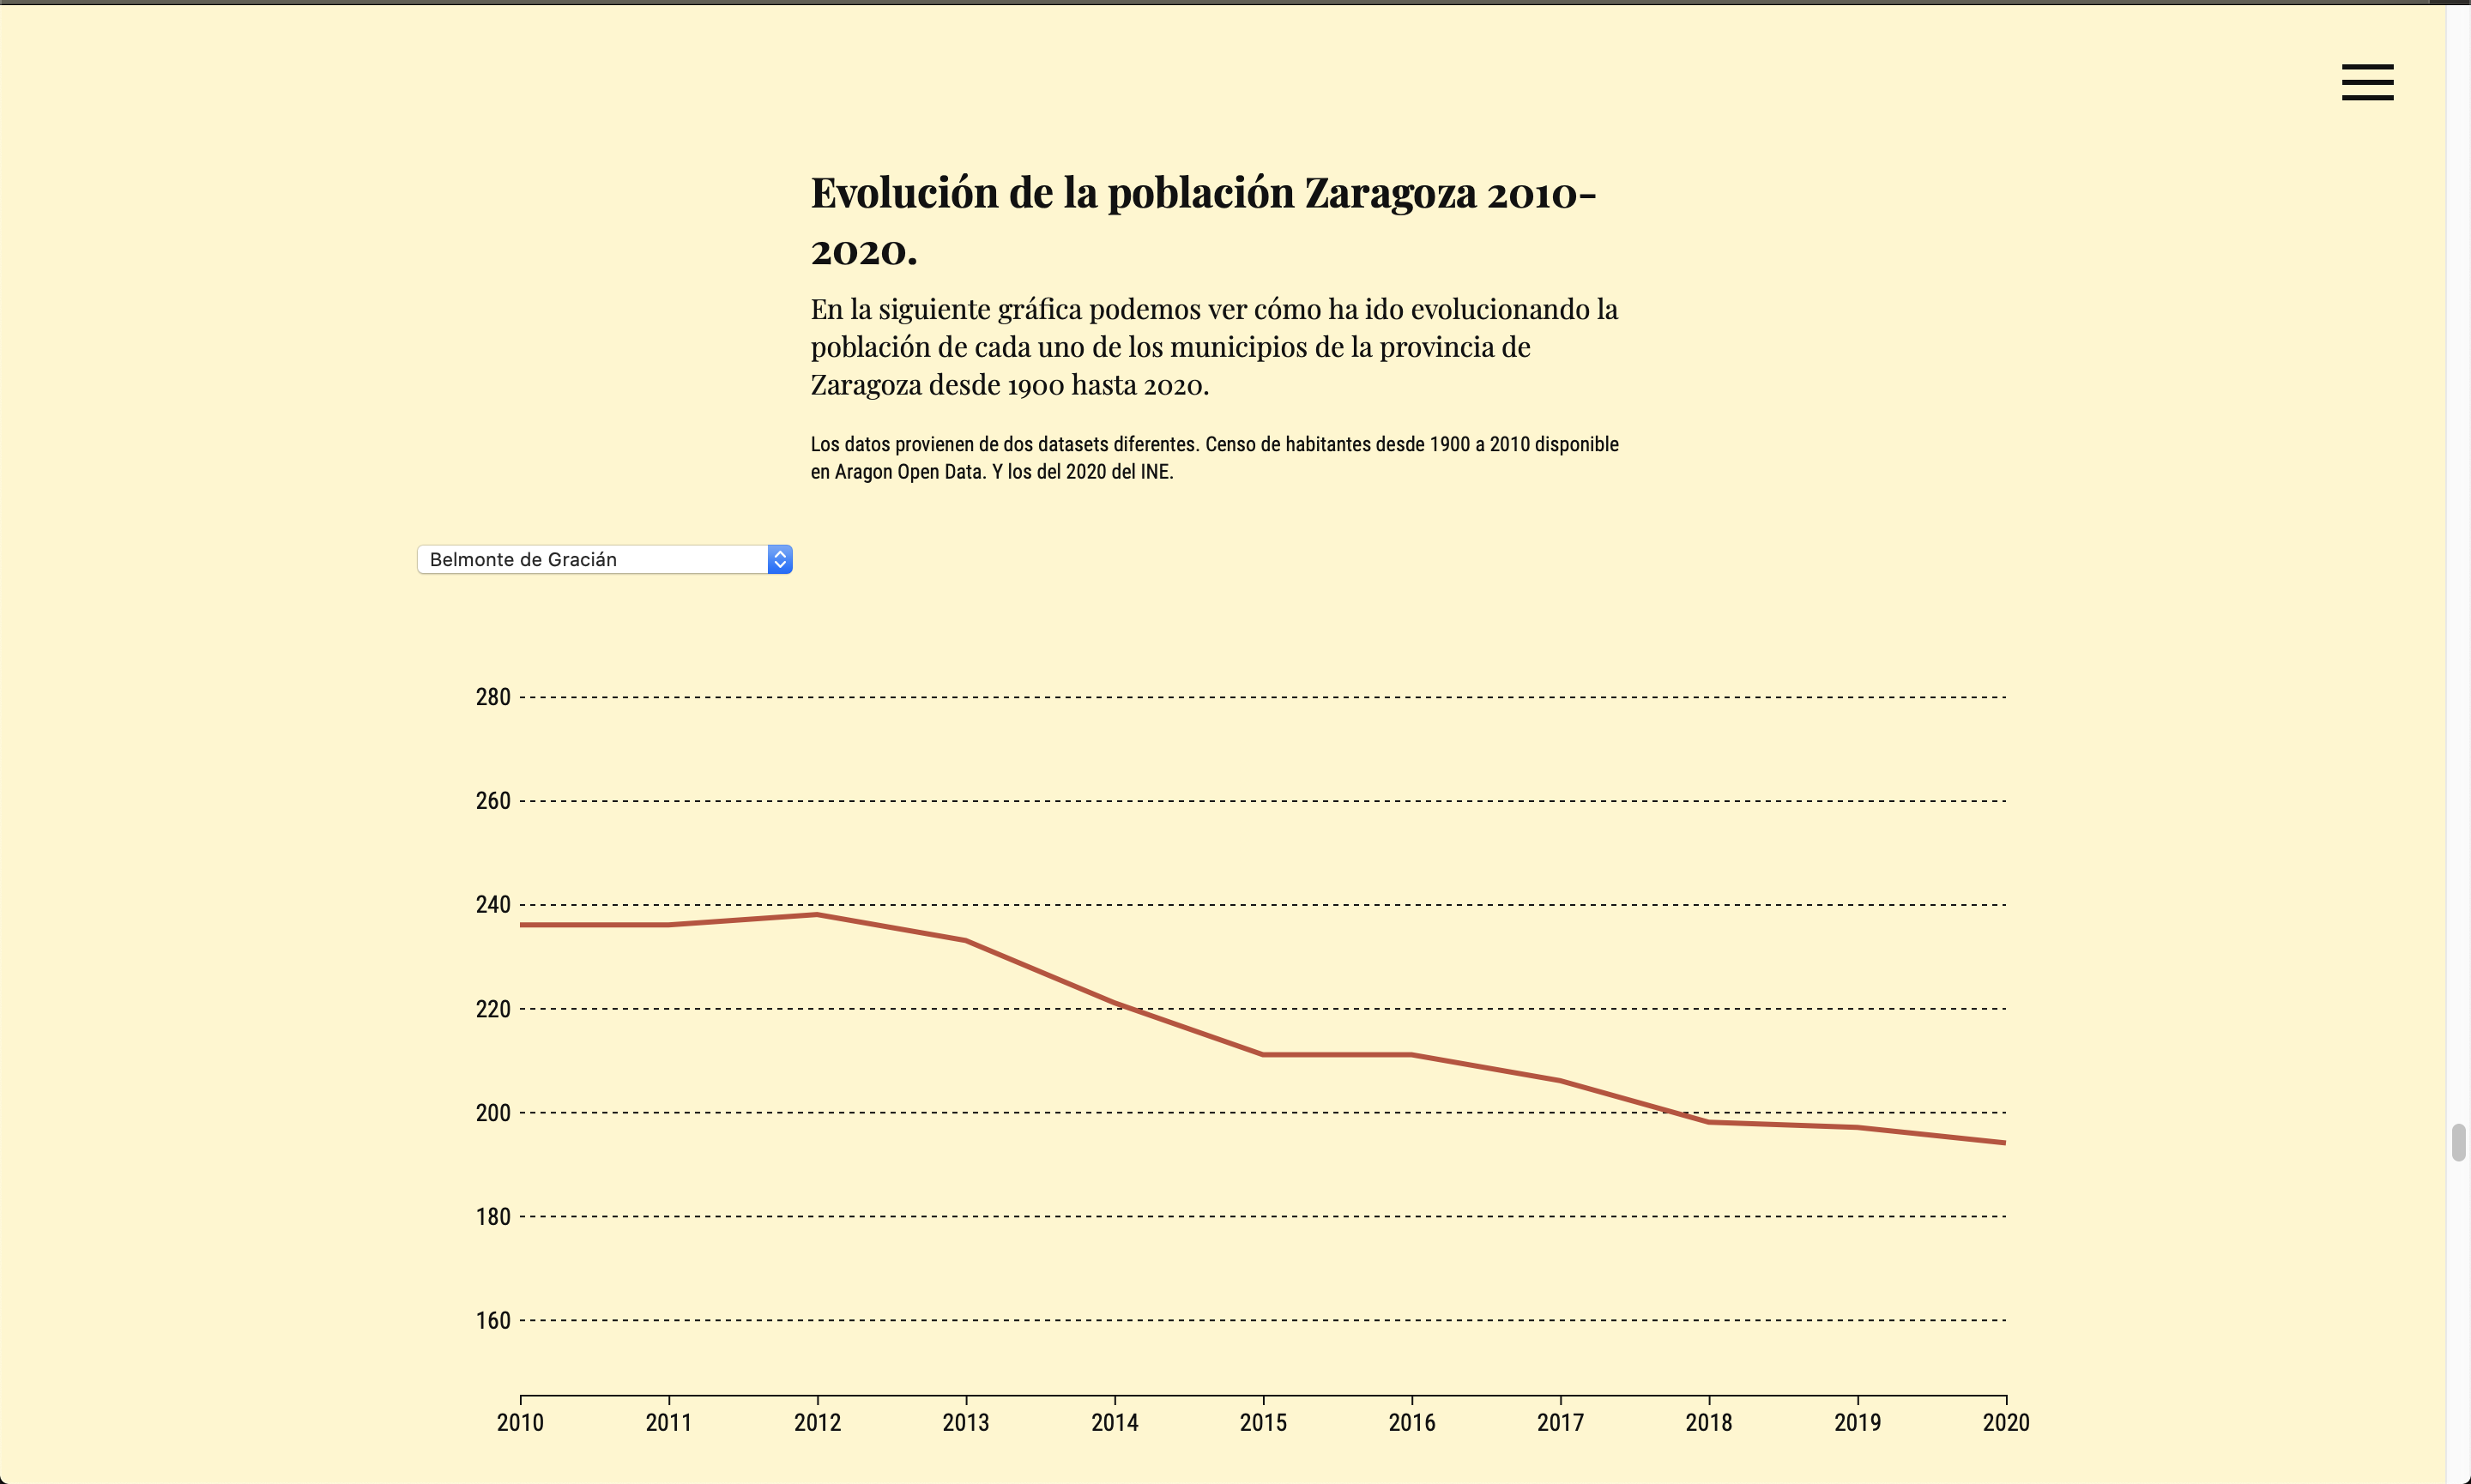 Evolución de la población Zaragoza 2010-
2020.
En la siguiente gráfica podemos ver cómo ha ido evolucionando la
población de cada uno de los municipios de la provincia de
Zaragoza desde 1900 hasta 2020.
Los datos provienen de dos datasets diferentes. Censo de habitantes desde 1900 a 2010 disponible
en Aragon Open Data. Y los del 2020 del INE.
Belmonte de Gracián
280
260
240
220
200
180
160
2010 2011 2012 2013 2014 2015 2016 2017 2018 2019 2020